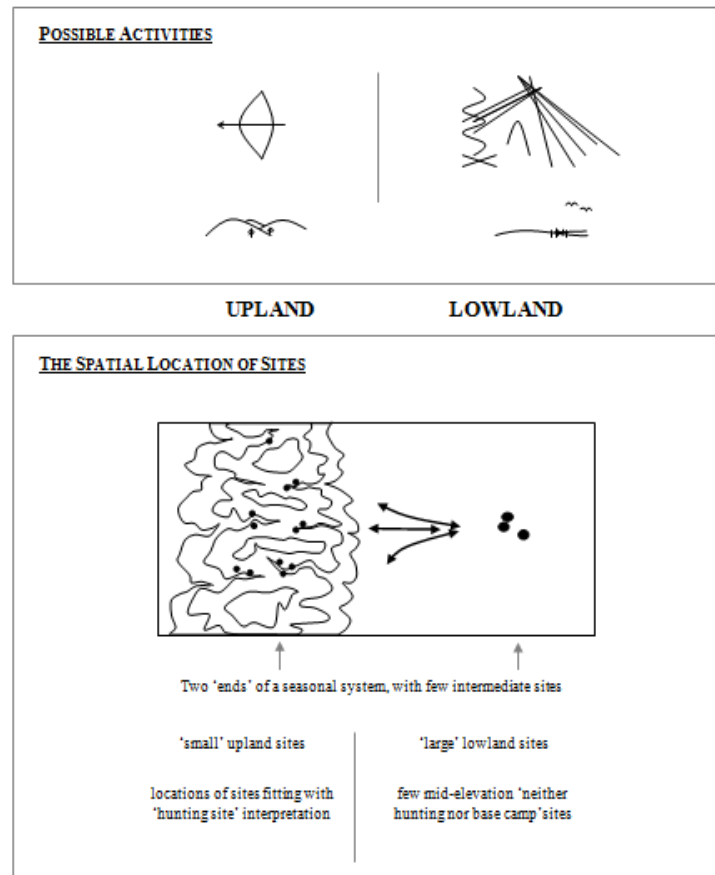 POSSIBLE ACTIVITIES
UPLAND
LOWLAND
THE SPATIAL LOCATION OF SITES
Two ‘ends’ of a seasonal system, with few intermediate sites
‘small’ upland sites
‘large’ lowland sites
locations of sites fitting with
‘hunting site’ interpretation
few mid-elevation ‘neither
hunting nor base camp’ sites